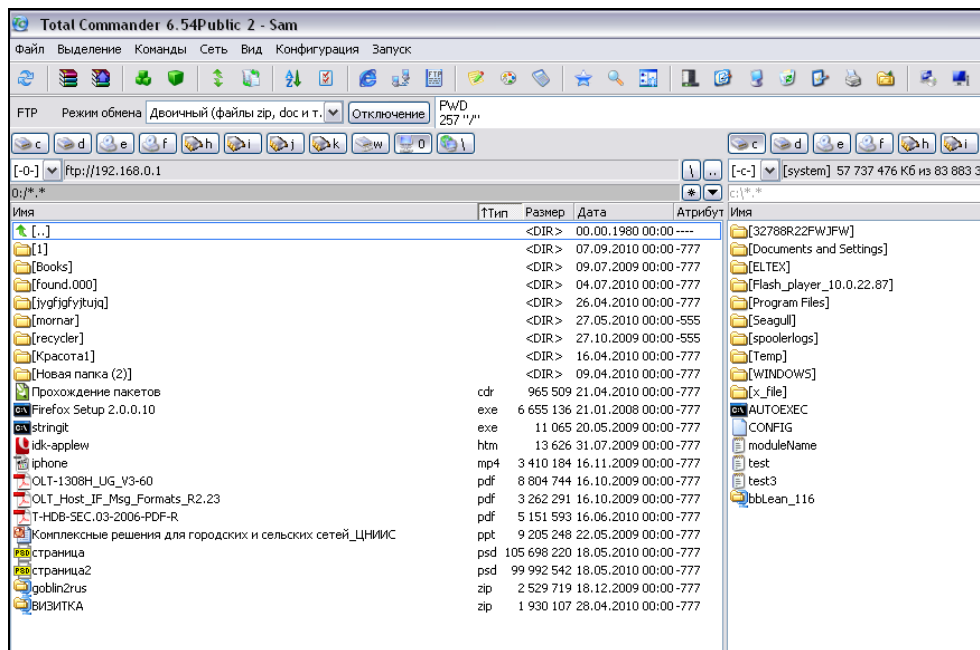 Total Commander 6.54Public 2 - Sam
Файл Выделение Команды Сеть Вид Конфигурация Запуск
FTP Режим обмена Двоичный (файлы zip, doc и т. Отключение PWD
257 "/"
c d e f h i j k w 0 \ c d e f h i
[-0-] ftp://192.168.0.1 \ .. [-c-] [system] 57 737 476 Кб из 83 883 3
0:/*.* * c:\*.*
Имя ↑Тип Размер Дата Атрибут Имя
[..] <DIR> 00.00.1980 00:00 ---- [32788R22FWJFW]
[1] <DIR> 07.09.2010 00:00 -777 [Documents and Settings]
[Books] <DIR> 09.07.2009 00:00 -777 [ELTEX]
[found.000] <DIR> 04.07.2010 00:00 -777 [Flash_player_10.0.22.87]
[jygfjgfyjtujq] <DIR> 26.04.2010 00:00 -777 [Program Files]
[mornar] <DIR> 27.05.2010 00:00 -555 [Seagull]
[recycler] <DIR> 27.10.2009 00:00 -555 [spoolerlogs]
[Красота1] <DIR> 16.04.2010 00:00 -777 [Temp]
[Новая папка (2)] <DIR> 09.04.2010 00:00 -777 [WINDOWS]
Прохождение пакетов cdr 965 509 21.04.2010 00:00 -777 [x_file]
Firefox Setup 2.0.0.10 exe 6 655 136 21.01.2008 00:00 -777 AUTOEXEC
stringit exe 11 065 20.05.2009 00:00 -777 CONFIG
idk-applew htm 13 626 31.07.2009 00:00 -777 moduleName
iphone mp4 3 410 184 16.11.2009 00:00 -777 test
OLT-1308H_UG_V3-60 pdf 8 804 744 16.10.2009 00:00 -777 test3
OLT_Host_IF_Msg_Formats_R2.23 pdf 3 262 291 16.10.2009 00:00 -777 bbLean_116
T-HDB-SEC.03-2006-PDF-R pdf 5 151 593 16.06.2010 00:00 -777
Комплексные решения для городских и сельских сетей_ЦНИИС ppt 9 205 248 22.05.2009 00:00 -777
PSD страница psd 105 698 220 18.05.2010 00:00 -777
PSD страница2 psd 99 992 542 18.05.2010 00:00 -777
goblin2rus zip 2 529 719 18.12.2009 00:00 -777
ВИЗИТКА zip 1 930 107 28.04.2010 00:00 -777